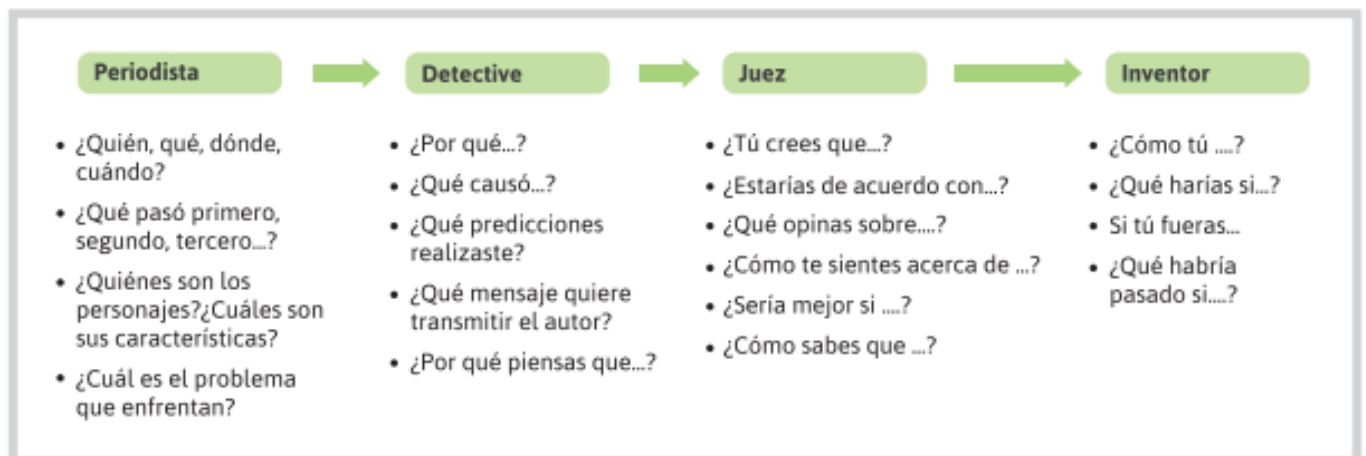 Periodista
Detective
Juez
Inventor
• ¿Quién, qué, dónde,
cuándo?
• ¿Qué pasó primero,
segundo, tercero...?
• ¿Quiénes son los
personajes?¿Cuáles son
sus características?
• ¿Cuál es el problema
que enfrentan?
• ¿Por qué...?
• ¿Qué causó...?
• ¿Qué predicciones
realizaste?
• ¿Qué mensaje quiere
transmitir el autor?
• ¿Por qué piensas que...?
• ¿Tú crees que...?
• ¿Estarías de acuerdo con...?
• ¿Qué opinas sobre....?
• ¿Cómo te sientes acerca de ...?
• ¿Sería mejor si ....?
• ¿Cómo sabes que ...?
• ¿Cómo tú ....?
• ¿Qué harías si...?
• Si tú fueras...
• ¿Qué habría
pasado si....?